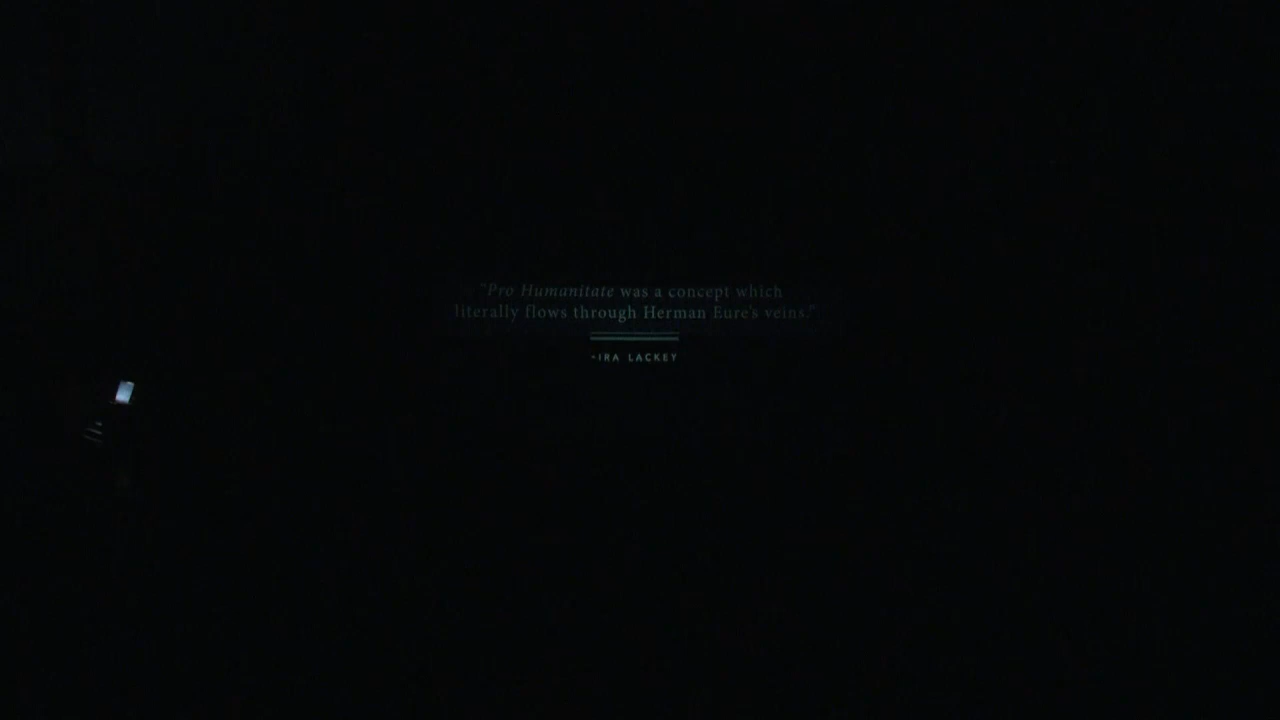 "Pro Humanitate was a concept which
literally flows through Herman Eure's veins."
-IRA LACKEY